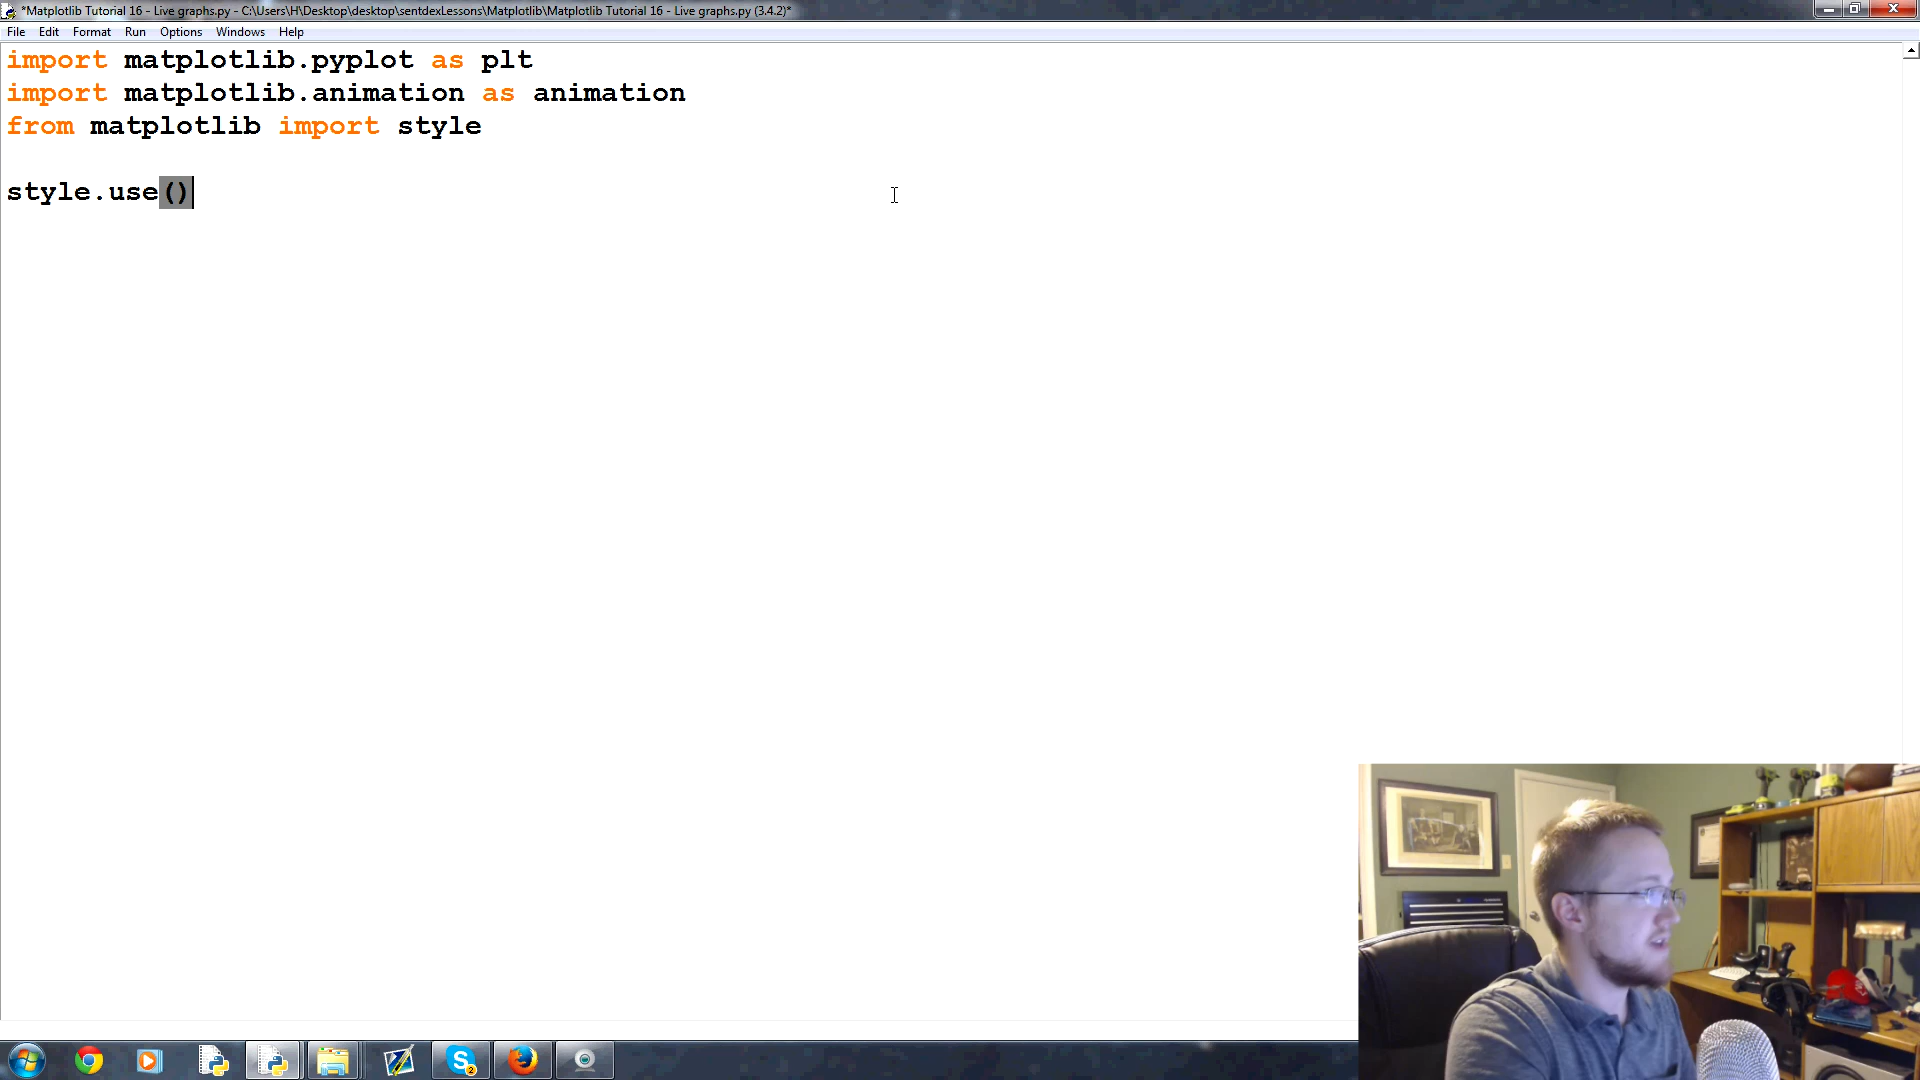 *Matplotlib Tutorial 16 - Live graphs.py - C:\Users\H\Desktop\desktop\sentdexLessons\Matplotlib\Matplotlib Tutorial 16 - Live graphs.py (3.4.2)*
File Edit Format Run Options Windows Help
import matplotlib.pyplot as plt
import matplotlib.animation as animation
from matplotlib import style
style.use()
2